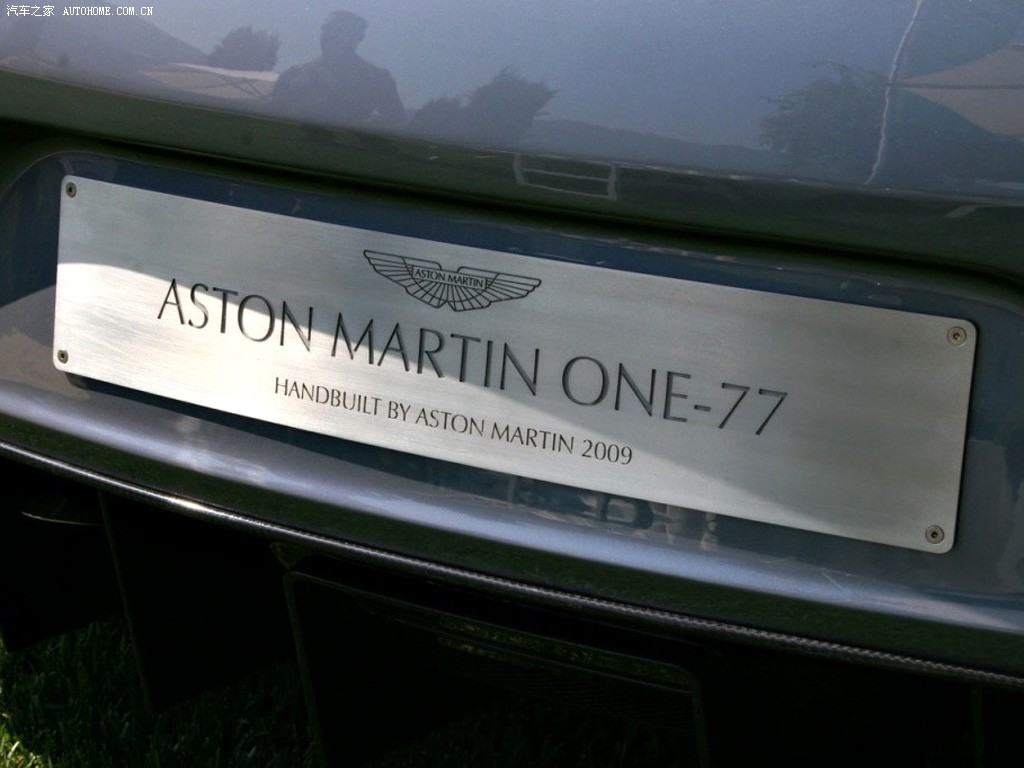 汽车之家 AUTOHOME.COM.CN
ASTON MARTIN
ASTON MARTIN ONE-77
HANDBUILT BY ASTON MARTIN 2009